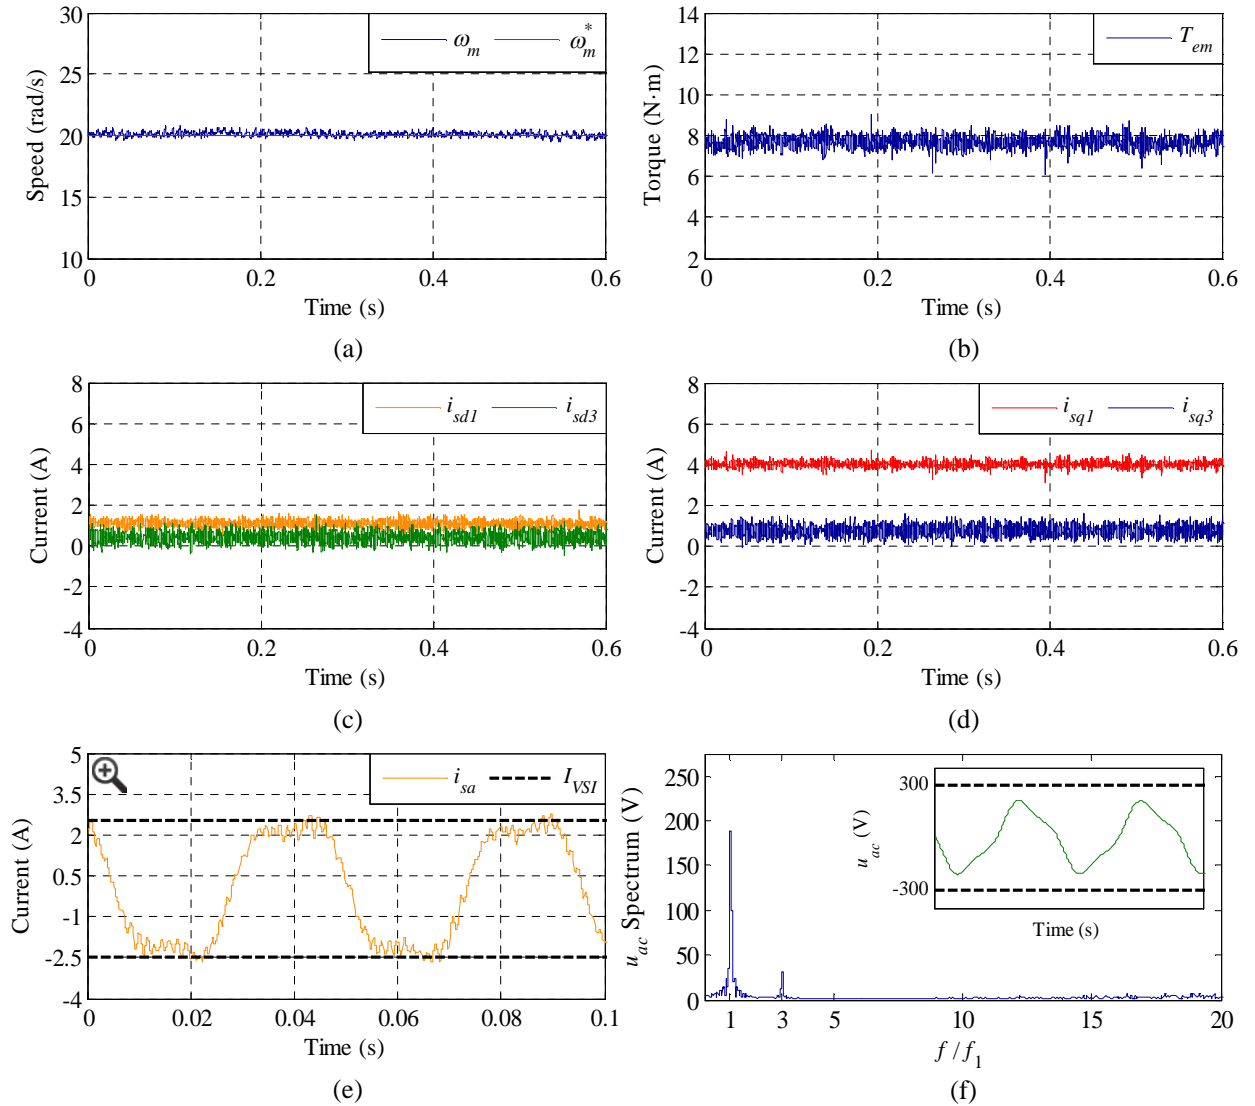 30
25
20
15
10
Speed (rad/s)
ω_m ω_m^*
0 0.2 0.4 0.6
Time (s)
(a)
14
12
10
8
6
4
2
Torque (N·m)
T_em
0 0.2 0.4 0.6
Time (s)
(b)
8
6
4
2
0
-2
-4
Current (A)
i_sd1 i_sd3
0 0.2 0.4 0.6
Time (s)
(c)
8
6
4
2
0
-2
-4
Current (A)
i_sq1 i_sq3
0 0.2 0.4 0.6
Time (s)
(d)
5
3.5
2
0.5
-1
-2.5
-4
Current (A)
i_sa I_VSI
0 0.02 0.04 0.06 0.08 0.1
Time (s)
(e)
250
200
150
100
50
0
u_ac Spectrum (V)
300
-300
u_ac (V)
Time (s)
1 3 5 10 15 20
f/f_1
(f)